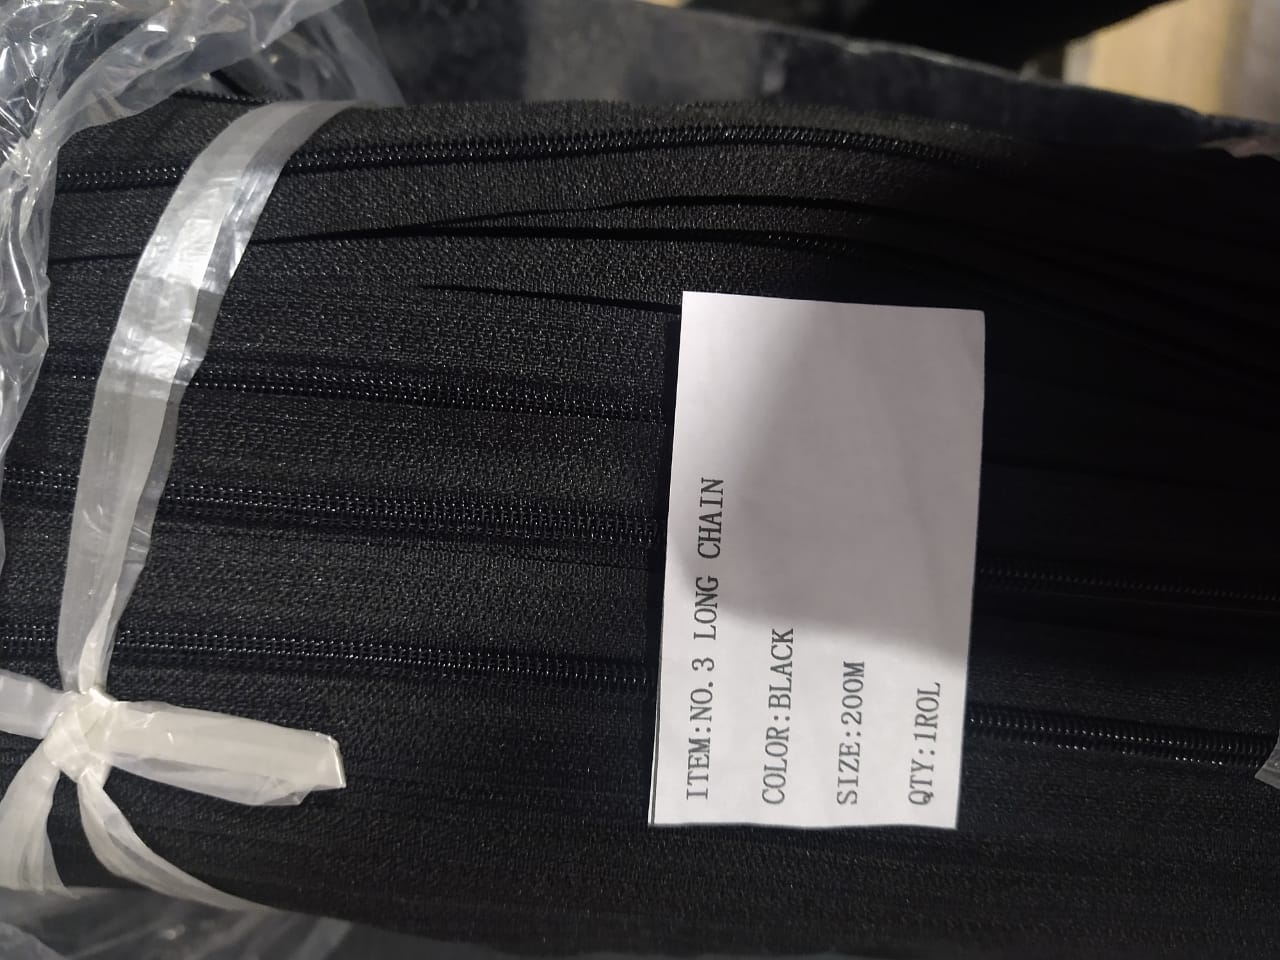 ITEM:NO.3 LONG CHAIN
COLOR:BLACK
SIZE:200M
QTY:1ROL